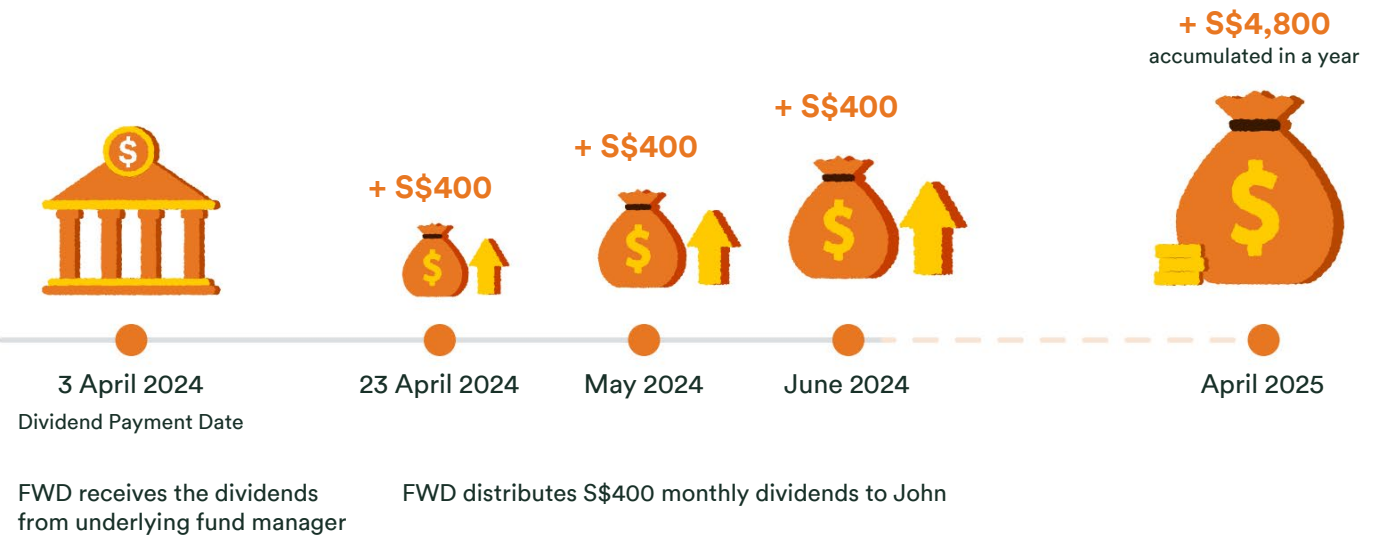 + S$4,800
accumulated in a year
+ S$400
+ S$400
+ S$400
$
$
$
$
$
3 April 2024
Dividend Payment Date
23 April 2024
May 2024
June 2024
April 2025
FWD receives the dividends
from underlying fund manager
FWD distributes S$400 monthly dividends to John